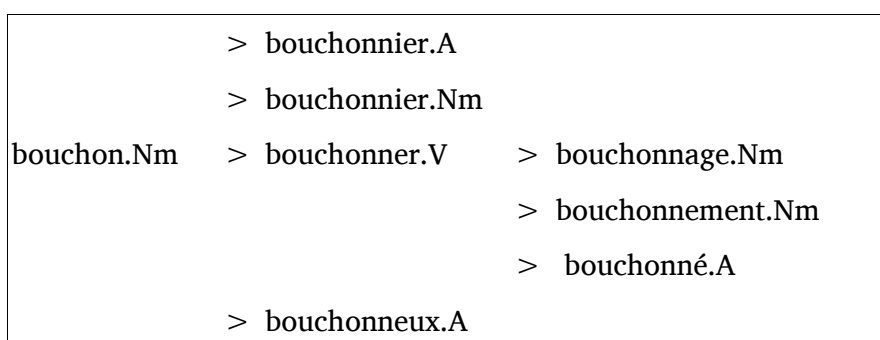 > bouchonnier.A
> bouchonnier.Nm
bouchon.Nm > bouchonner.V > bouchonnage.Nm
> bouchonnement.Nm
> bouchonné.A
> bouchonneux.A